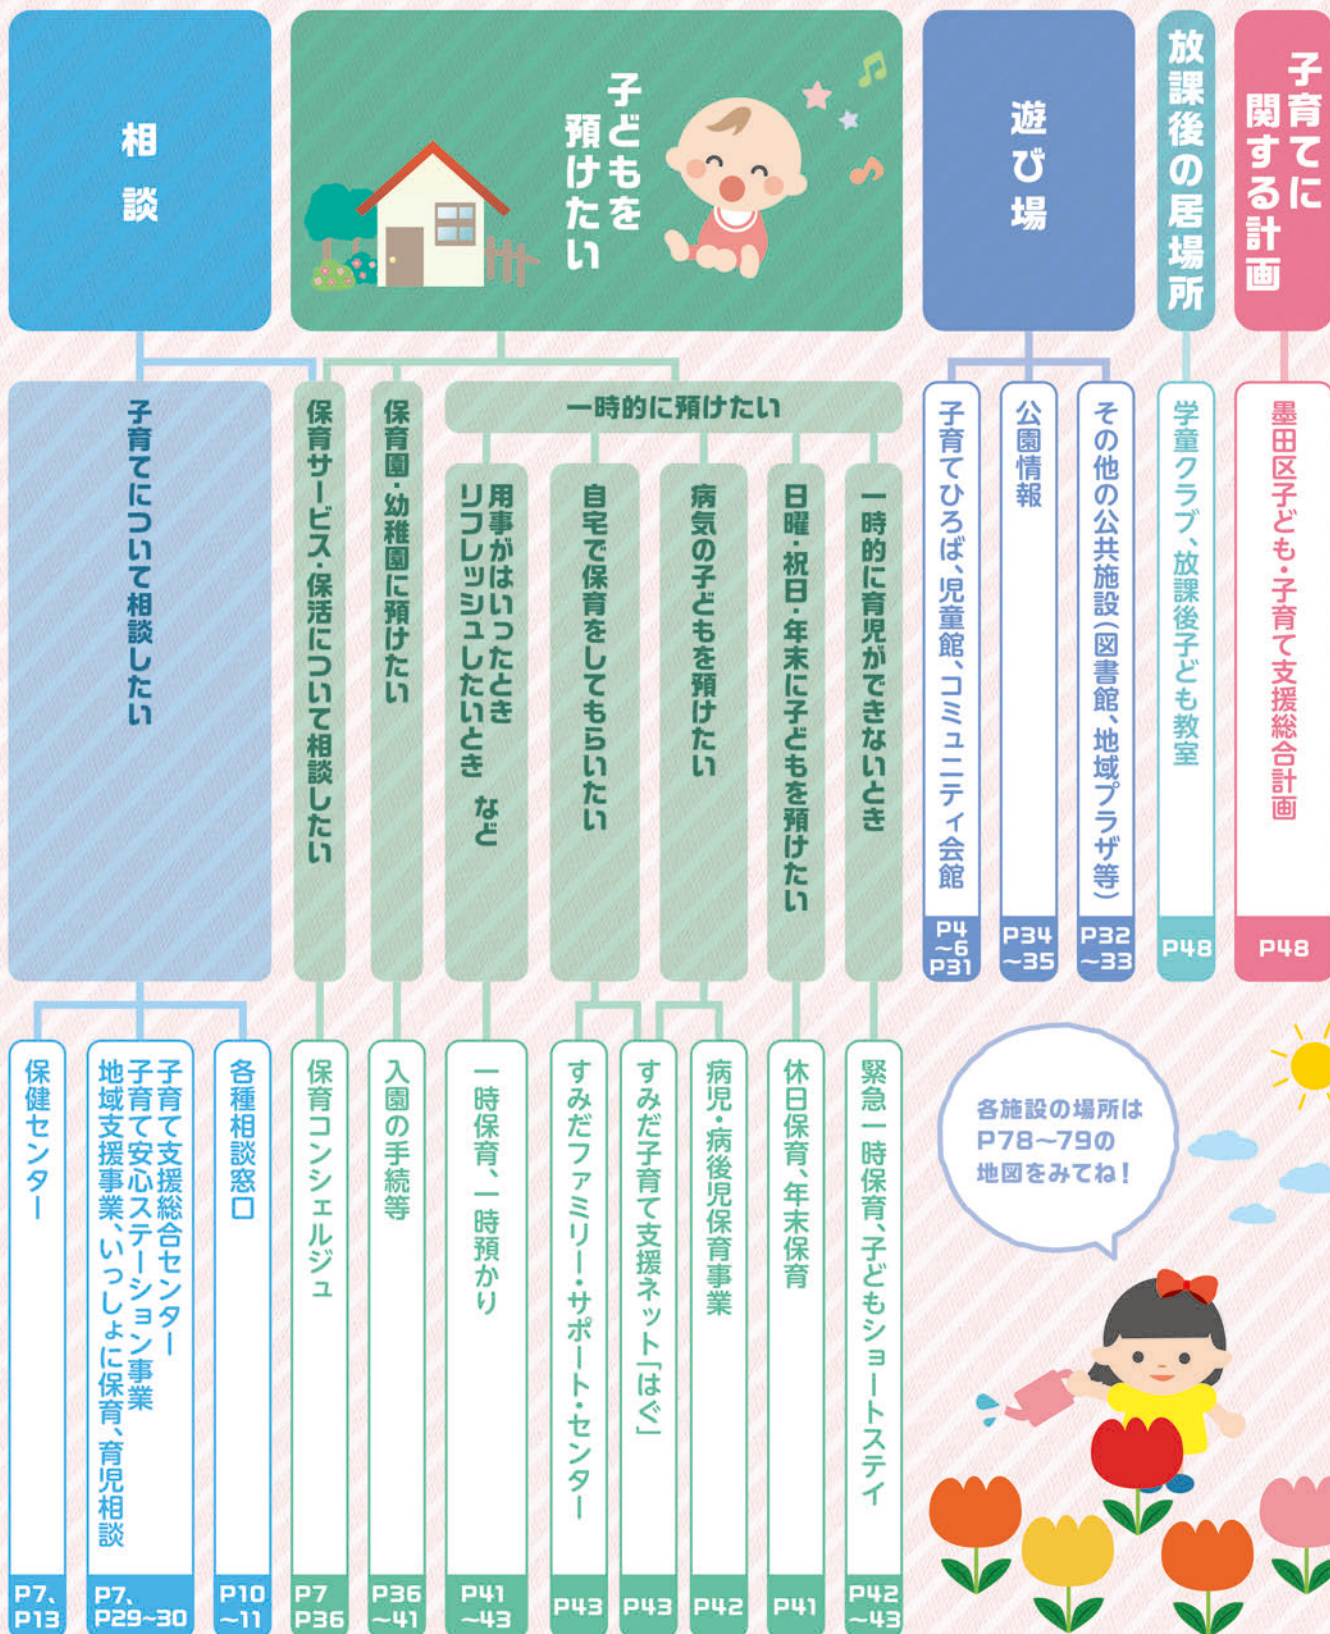 子育てに
関する計画
墨田区子ども・子育て支援総合計画
P48
放課後の居場所
学童クラブ、放課後子ども教室
P48
遊び場
その他の公共施設(図書館、地域プラザ等)
P32
~33
公園情報
P34
~35
子育てひろば、児童館、コミュニティ会館
P4
~6
P31
子どもを
預けたい
一時的に預けたい
一時的に育児ができないとき
緊急一時保育、子どもショートステイ
P42
~43
日曜・祝日・年末に子どもを預けたい
休日保育、年末保育
P41
病気の子どもを預けたい
病児・病後児保育事業
P42
すみだ子育て支援ネット「はぐ」
P43
自宅で保育をしてもらいたい
すみだファミリー・サポート・センター
P43
用事がはいったとき
リフレッシュしたいとき など
一時保育、一時預かり
P41
~43
保育園・幼稚園に預けたい
入園の手続等
P36
~41
保育サービス・保活について相談したい
保育コンシェルジュ
P7
P36
相談
子育てについて相談したい
各種相談窓口
P10
~11
子育て支援総合センター
子育て安心ステーション事業
地域支援事業、いっしょに保育、育児相談
P7、
P29~30
保健センター
P7、
P13
各施設の場所は
P78~79の
地図をみてね!